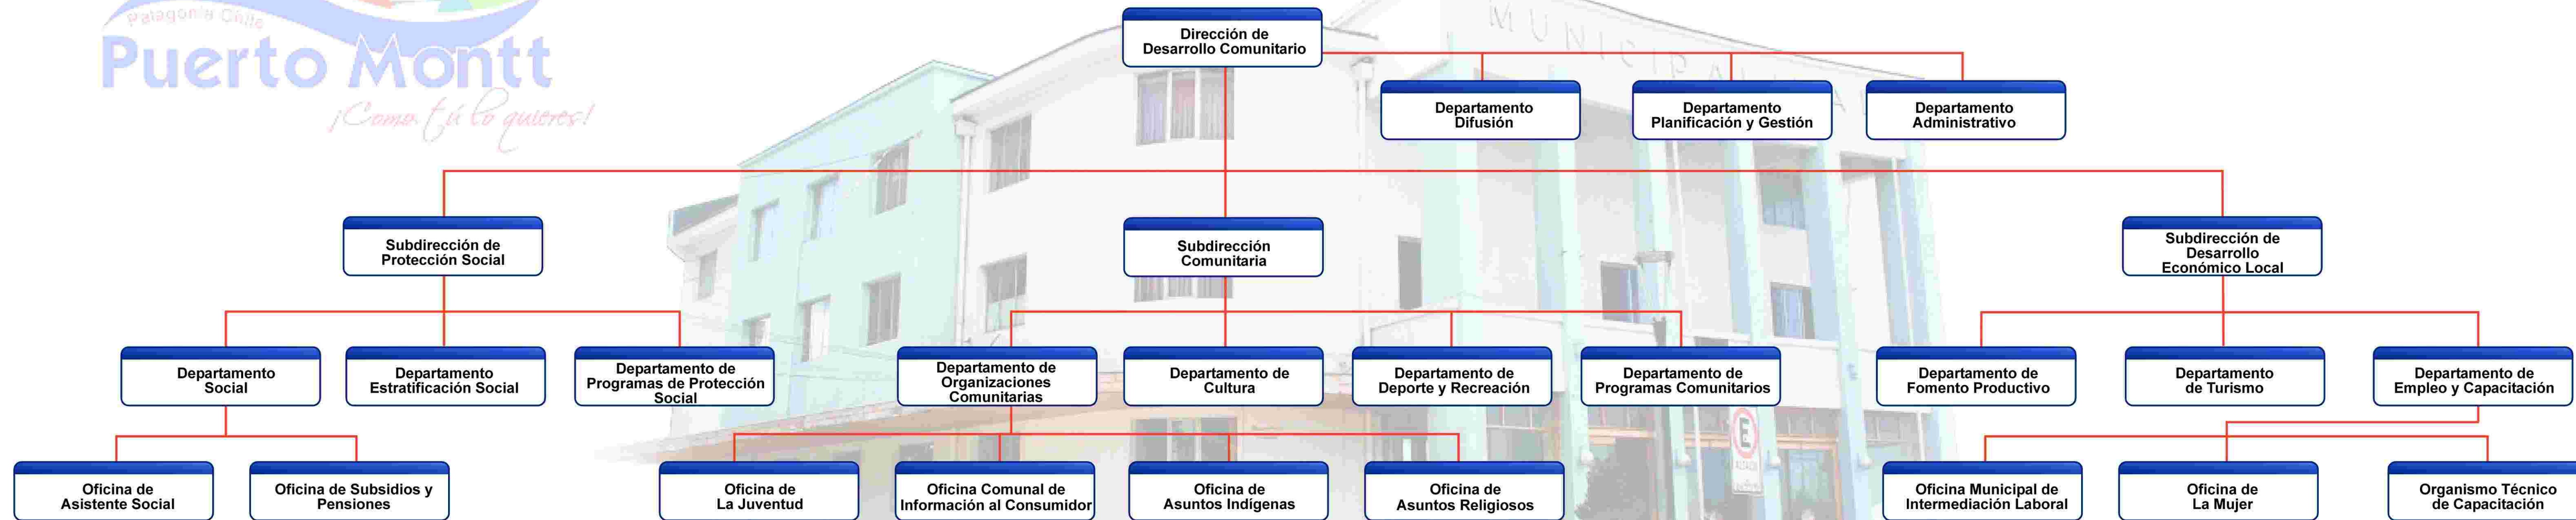 Patagonia Chile
Puerto Montt
¡Como tú lo quieres!
MUNICIPAL
Dirección de
Desarrollo Comunitario
Departamento
Difusión
Departamento
Planificación y Gestión
Departamento
Administrativo
Subdirección de
Protección Social
Subdirección
Comunitaria
Subdirección de
Desarrollo
Económico Local
Departamento
Social
Departamento
Estratificación Social
Departamento de
Programas de Protección
Social
Departamento de
Organizaciones
Comunitarias
Departamento de
Cultura
Departamento de
Deporte y Recreación
Departamento de
Programas Comunitarios
Departamento de
Fomento Productivo
Departamento
de Turismo
Departamento de
Empleo y Capacitación
E
Oficina de
Asistente Social
Oficina de Subsidios y
Pensiones
Oficina de
La Juventud
Oficina Comunal de
Información al Consumidor
Oficina de
Asuntos Indígenas
Oficina de
Asuntos Religiosos
Oficina Municipal de
Intermediación Laboral
Oficina de
La Mujer
Organismo Técnico
de Capacitación